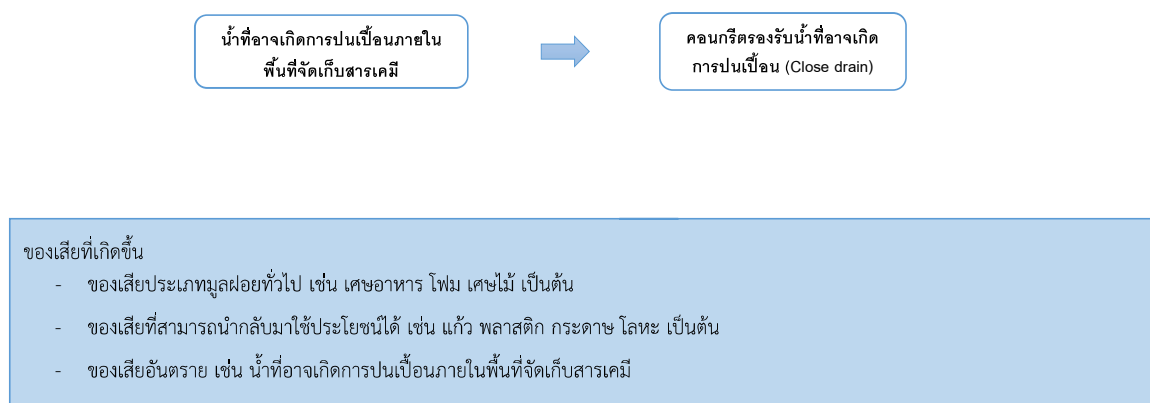 น้ำที่อาจเกิดการปนเปื้อนภายใน
พื้นที่จัดเก็บสารเคมี
คอนกรีตรองรับน้ำที่อาจเกิด
การปนเปื้อน (Close drain)
ของเสียที่เกิดขึ้น
- ของเสียประเภทมูลฝอยทั่วไป เช่น เศษอาหาร โฟม เศษไม้ เป็นต้น
- ของเสียที่สามารถนำกลับมาใช้ประโยชน์ได้ เช่น แก้ว พลาสติก กระดาษ โลหะ เป็นต้น
- ของเสียอันตราย เช่น น้ำที่อาจเกิดการปนเปื้อนภายในพื้นที่จัดเก็บสารเคมี